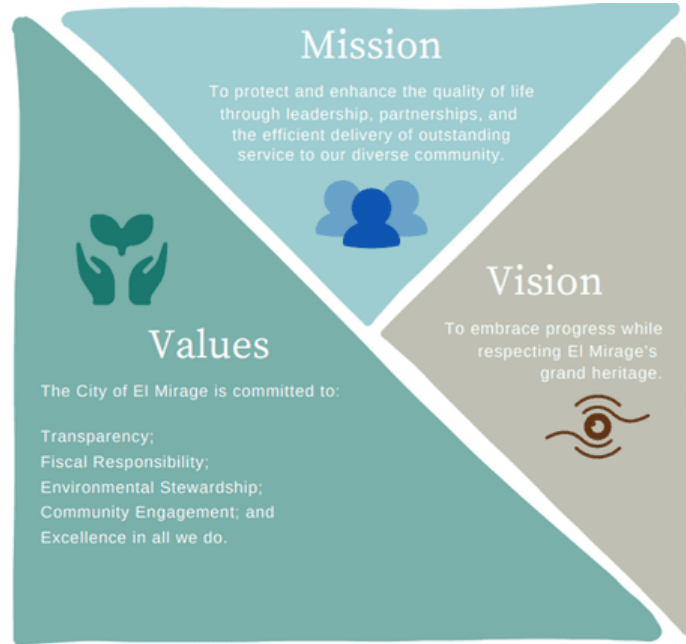 Mission
To protect and enhance the quality of life
through leadership, partnerships, and
the efficient delivery of outstanding
service to our diverse community.
Vision
To embrace progress while
respecting El Mirage's
grand heritage.
Values
The City of El Mirage is committed to:
Transparency;
Fiscal Responsibility;
Environmental Stewardship;
Community Engagement; and
Excellence in all we do.